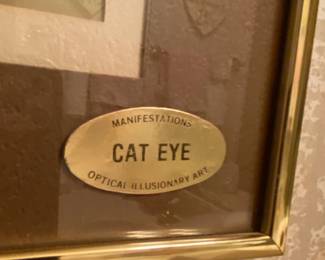 MANIFESTATIONS
CAT EYE
OPTICAL ILLUSIONARY ART